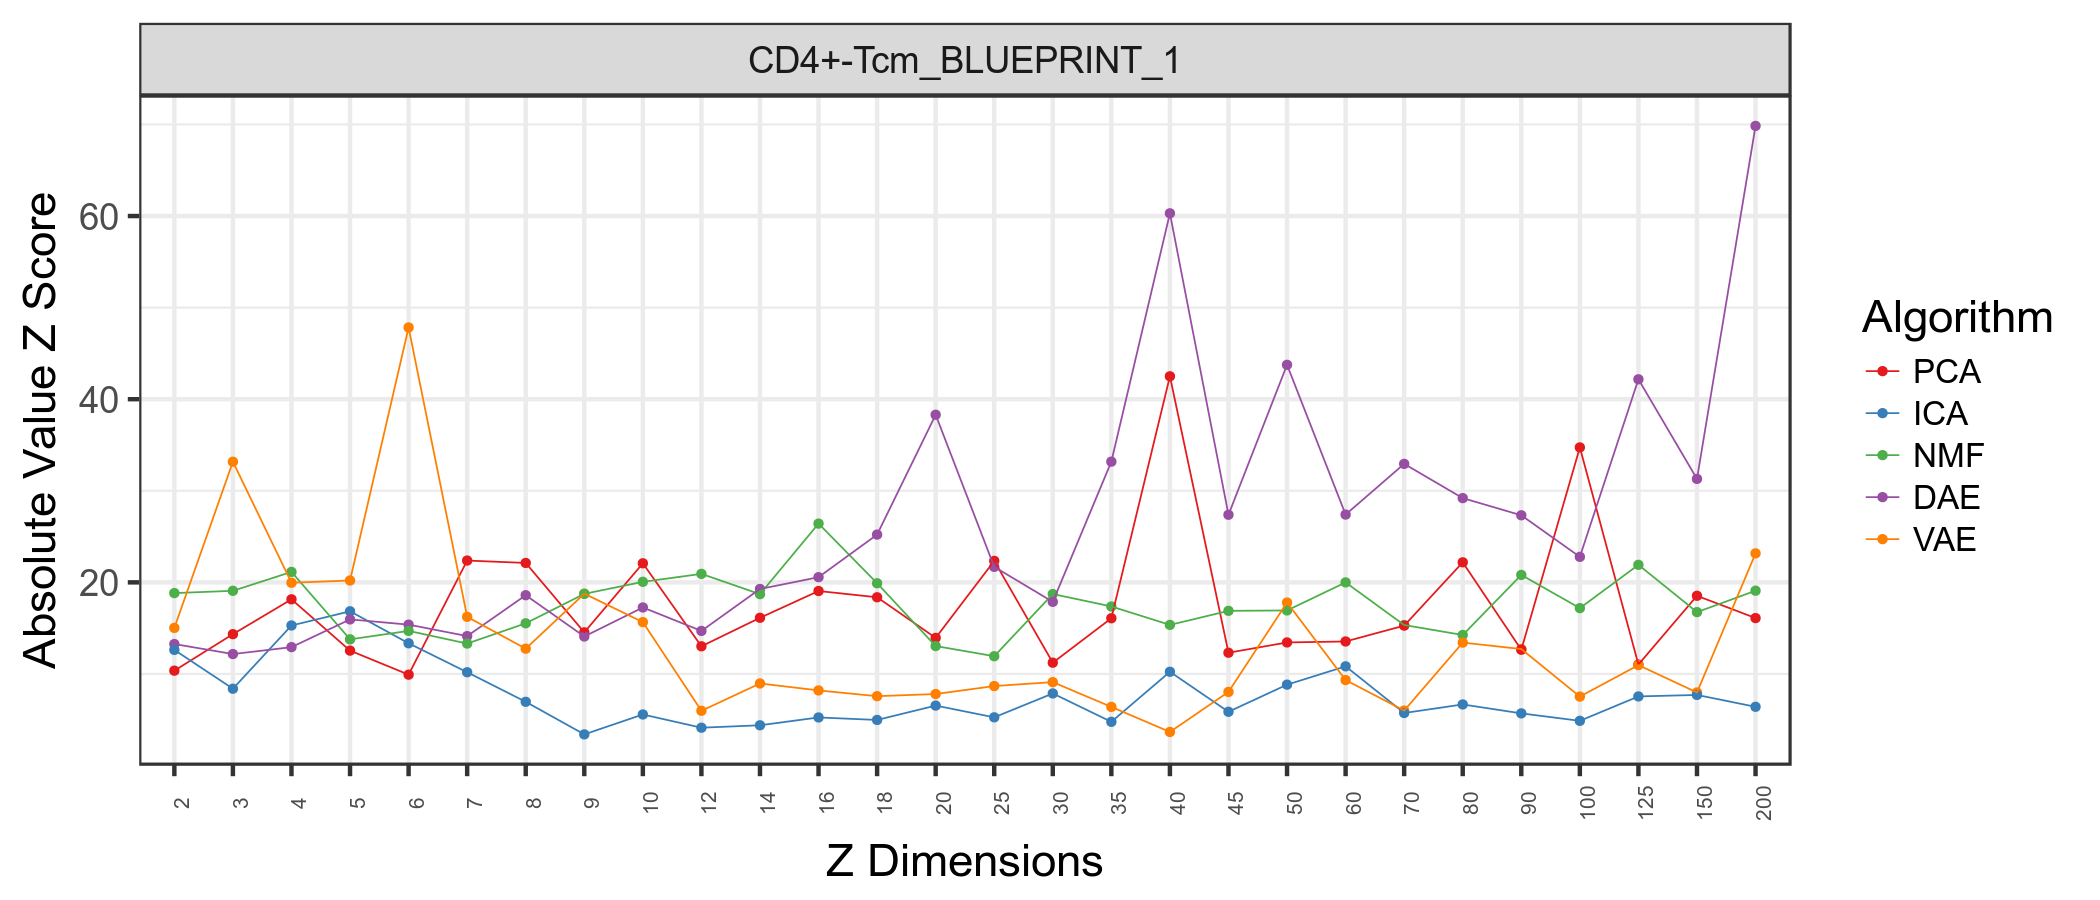 CD4+-Tcm_BLUEPRINT_1
Absolute Value Z Score
60
40
20
2 3 4 5 6 7 8 9 10 12 14 16 18 20 25 30 35 40 45 50 60 70 80 90 100 125 150 200
Z Dimensions
Algorithm
PCA
ICA
NMF
DAE
VAE